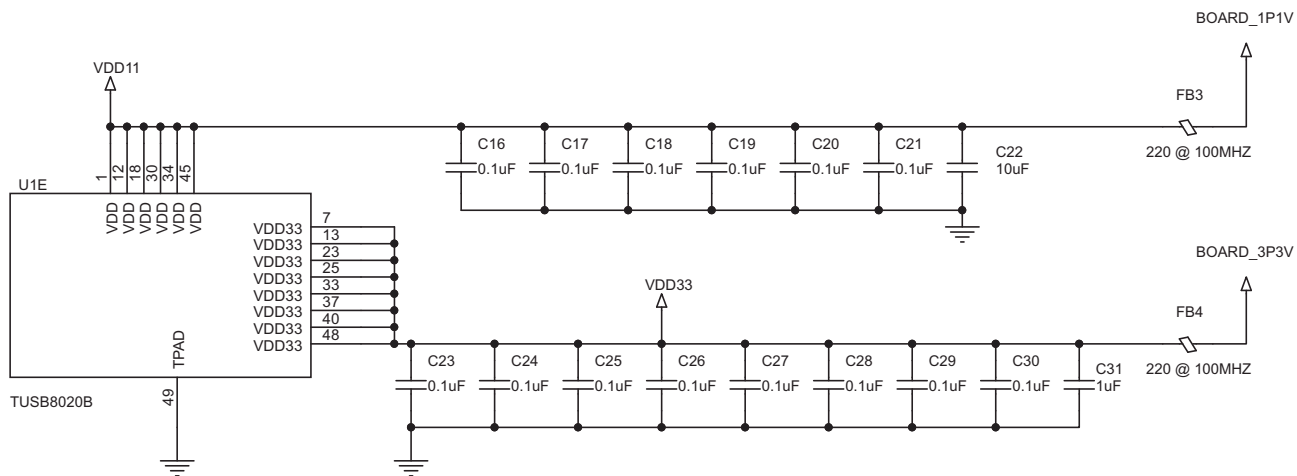 BOARD_1P1V
VDD11
FB3
C16
0.1uF
C17
0.1uF
C18
0.1uF
C19
0.1uF
C20
0.1uF
C21
0.1uF
C22
10uF
220 @ 100MHZ
1
12
18
30
34
45
U1E
VDD
VDD
VDD
VDD
VDD
VDD
VDD33 7
VDD33 13
VDD33 23
VDD33 25
VDD33 33
VDD33 37
VDD33 40
VDD33 48
BOARD_3P3V
VDD33
FB4
TPAD
C23
0.1uF
C24
0.1uF
C25
0.1uF
C26
0.1uF
C27
0.1uF
C28
0.1uF
C29
0.1uF
C30
0.1uF
C31
1uF
220 @ 100MHZ
49
TUSB8020B